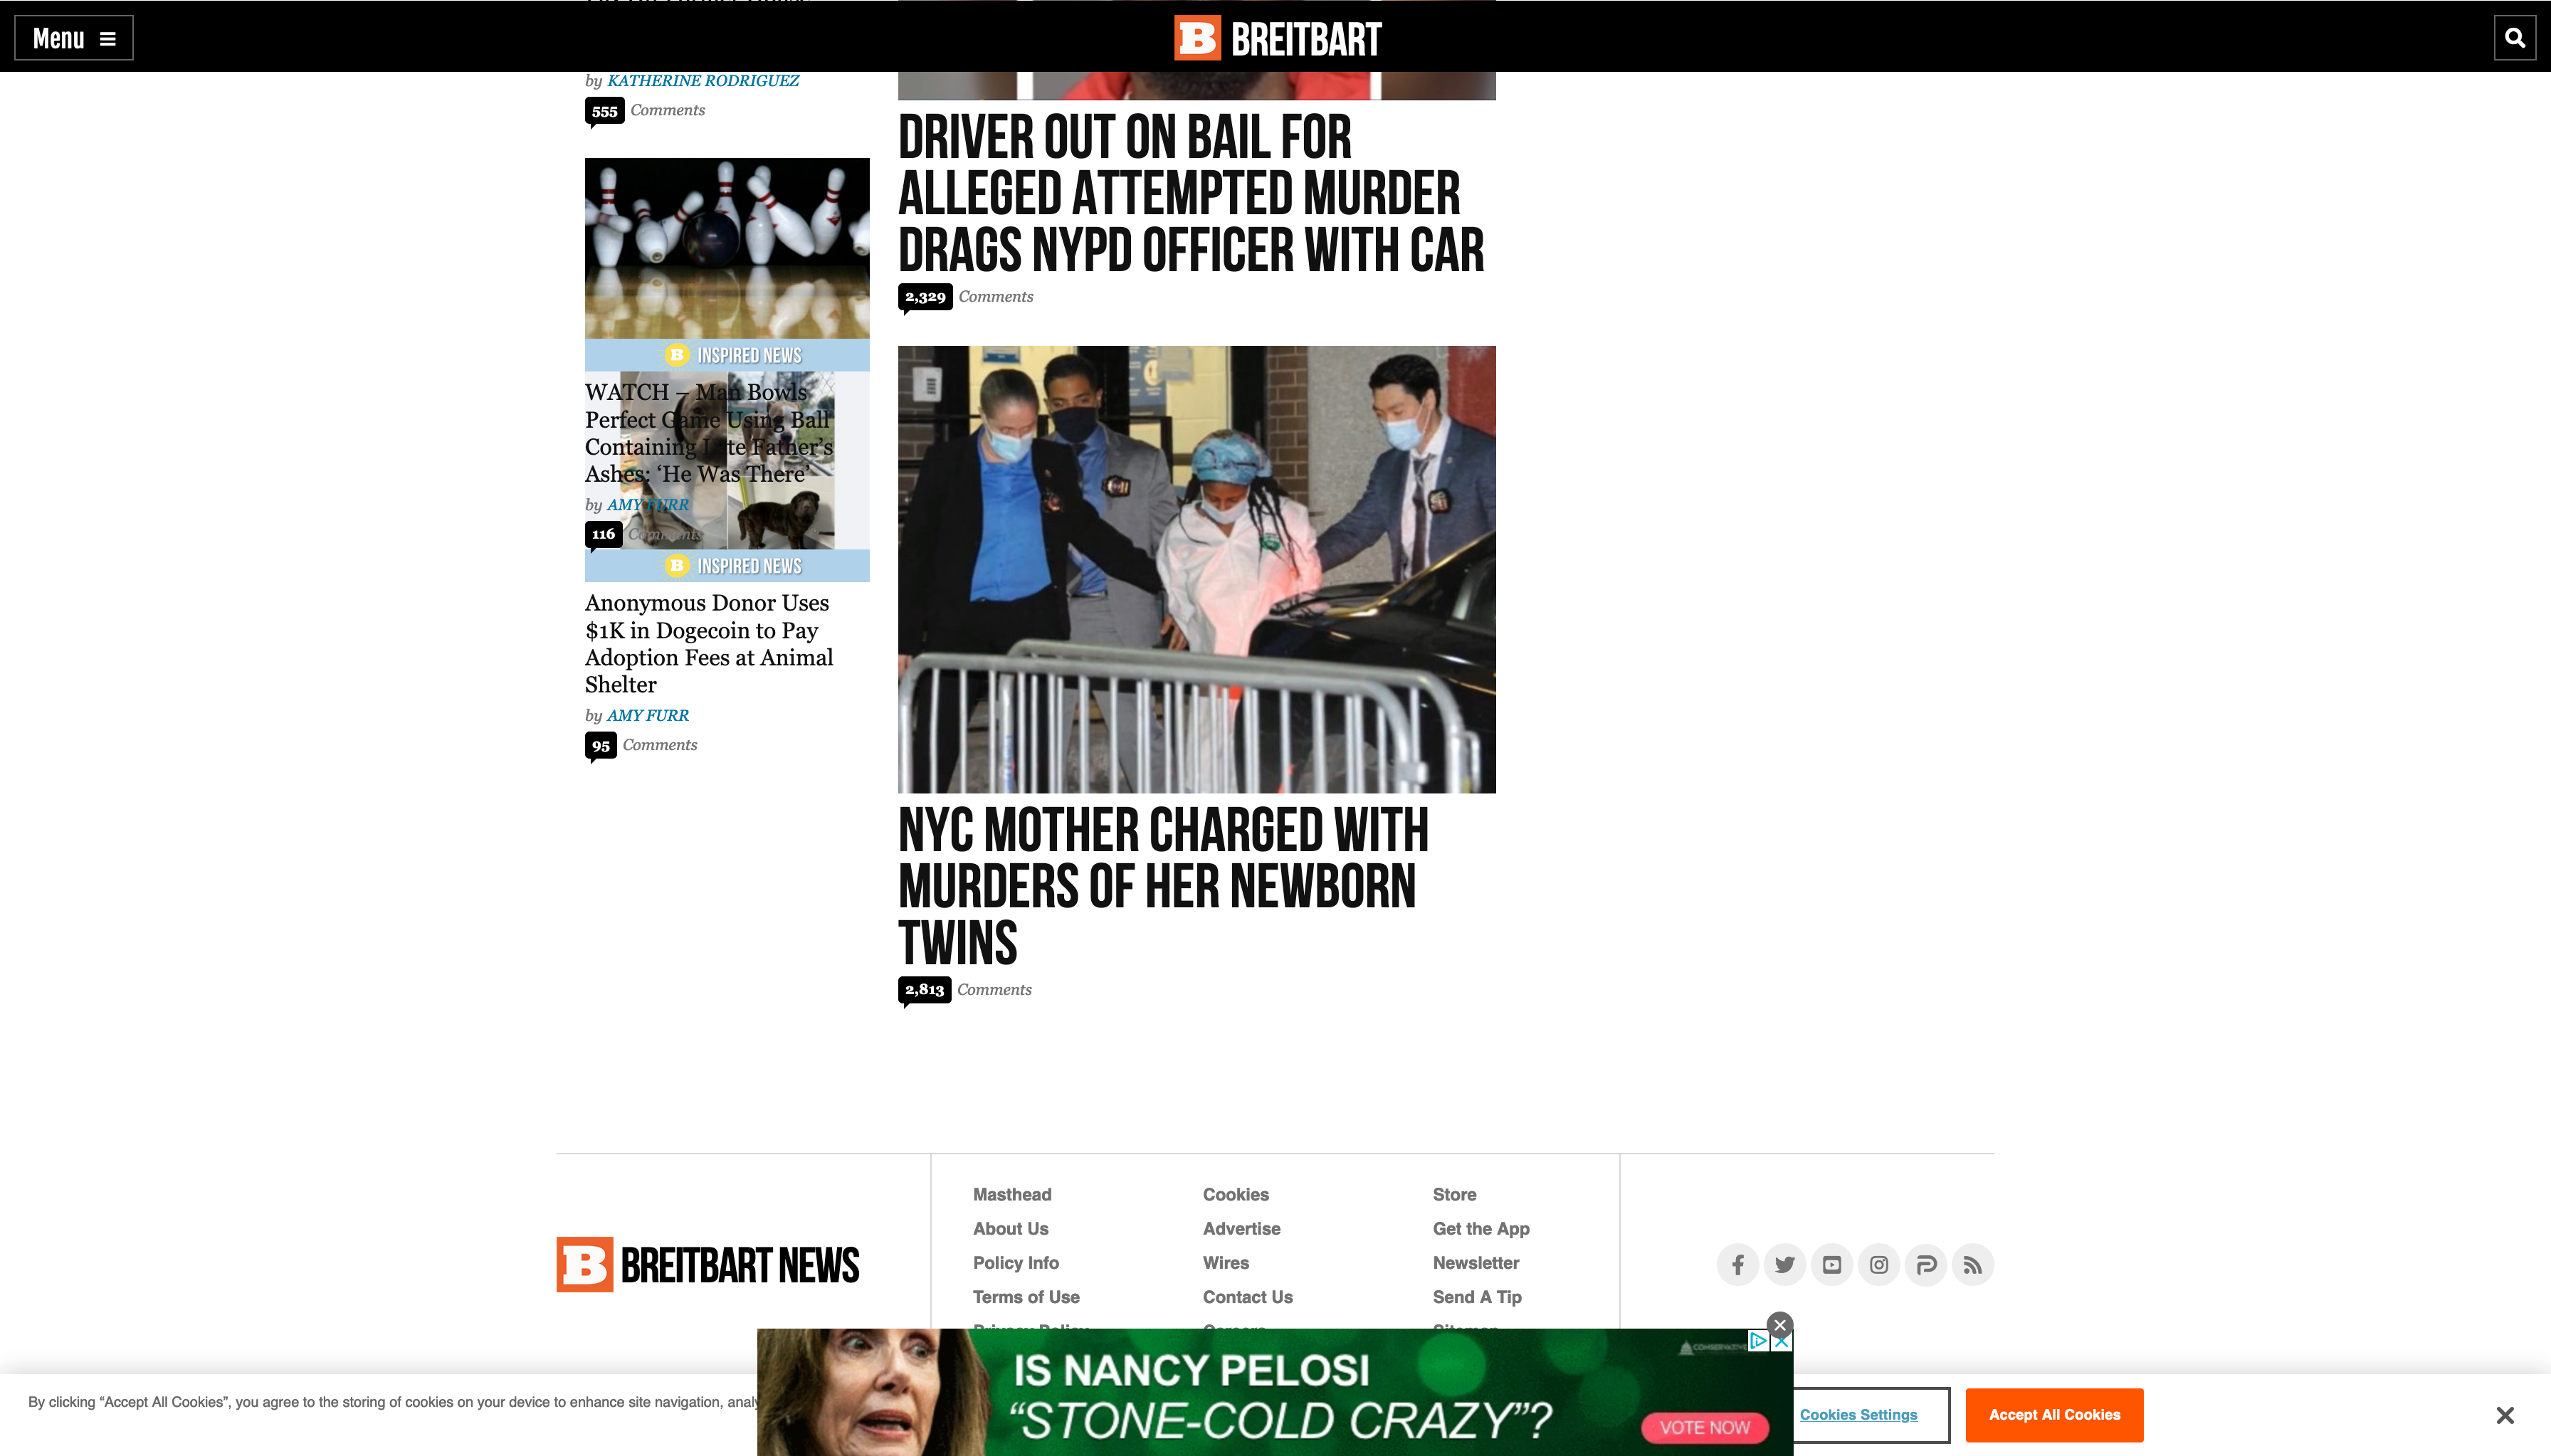 Menu
BREITBART
by KATHERINE RODRIGUEZ
555 Comments
INSPIRED NEWS
WATCH – Man Bowls
Perfect Game Using Ball
Containing Late Father's
Ashes: 'He Was There'
by AMY FURR
116 Comments
INSPIRED NEWS
Anonymous Donor Uses
$1K in Dogecoin to Pay
Adoption Fees at Animal
Shelter
by AMY FURR
95 Comments
DRIVER OUT ON BAIL FOR
ALLEGED ATTEMPTED MURDER
DRAGS NYPD OFFICER WITH CAR
2,329 Comments
NYC MOTHER CHARGED WITH
MURDERS OF HER NEWBORN
TWINS
2,813 Comments
BREITBART NEWS
Masthead
About Us
Policy Info
Terms of Use
Cookies
Advertise
Wires
Contact Us
Store
Get the App
Newsletter
Send A Tip
IS NANCY PELOSI
"STONE-COLD CRAZY"?
VOTE NOW
By clicking “Accept All Cookies”, you agree to the storing of cookies on your device to enhance site navigation,
Cookies Settings
Accept All Cookies